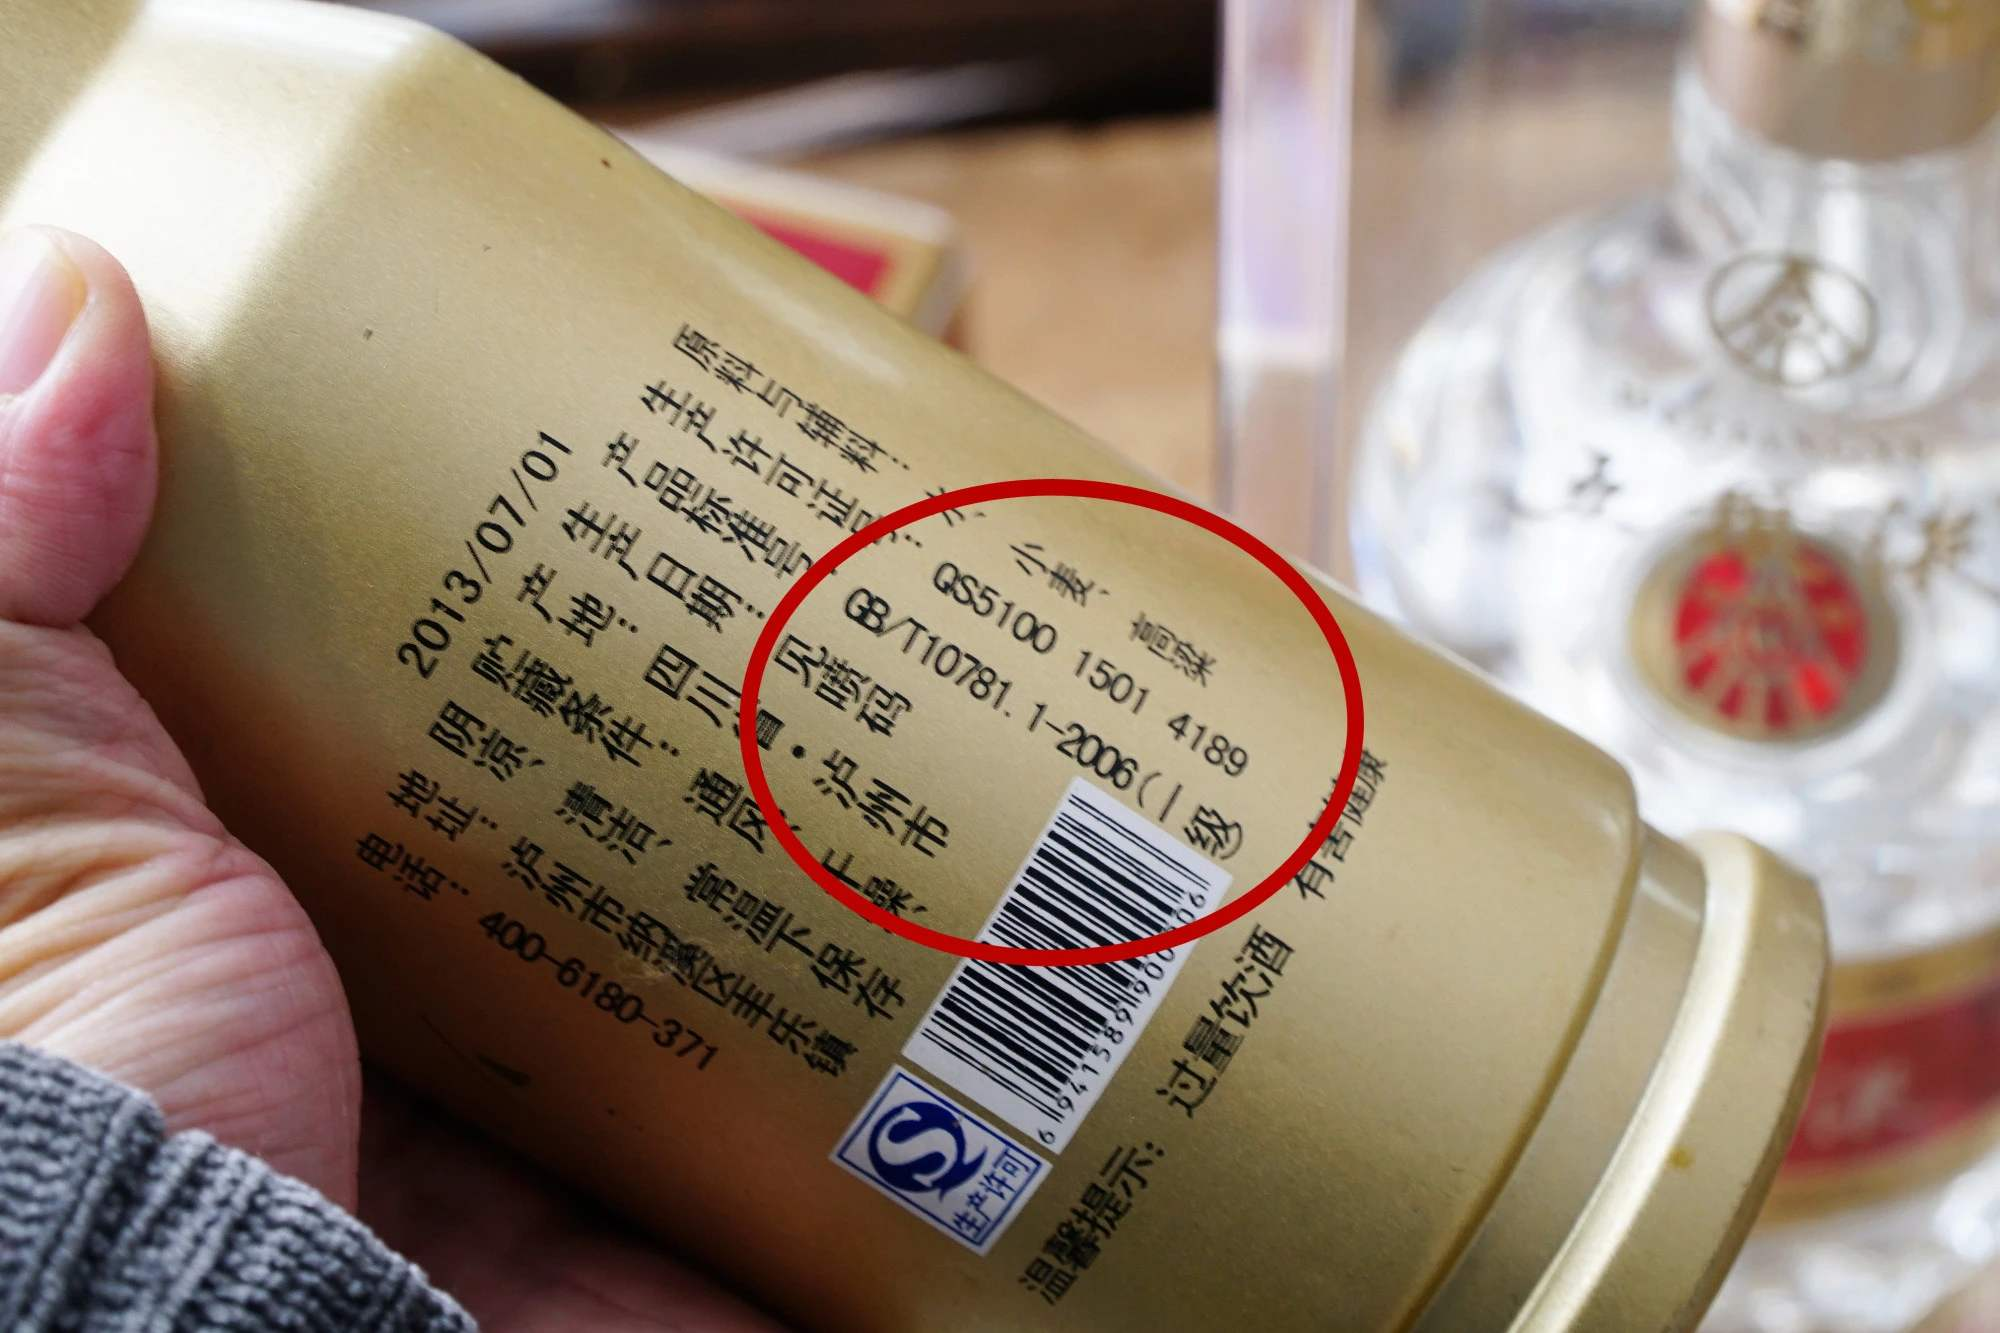 原料与辅料：水、小麦、高粱
生产许可证号：QS5100 1501 4189
产品标准号：GB/T10781.1-2006(一级)
生产日期：见喷码
2013/07/01
产地：四川省·泸州市
贮藏条件：通风、干燥、
阴凉、清洁、常温下保存
地址：泸州市纳溪区丰乐镇
电话：400-6180-371
生产许可
温馨提示：过量饮酒 有害健康